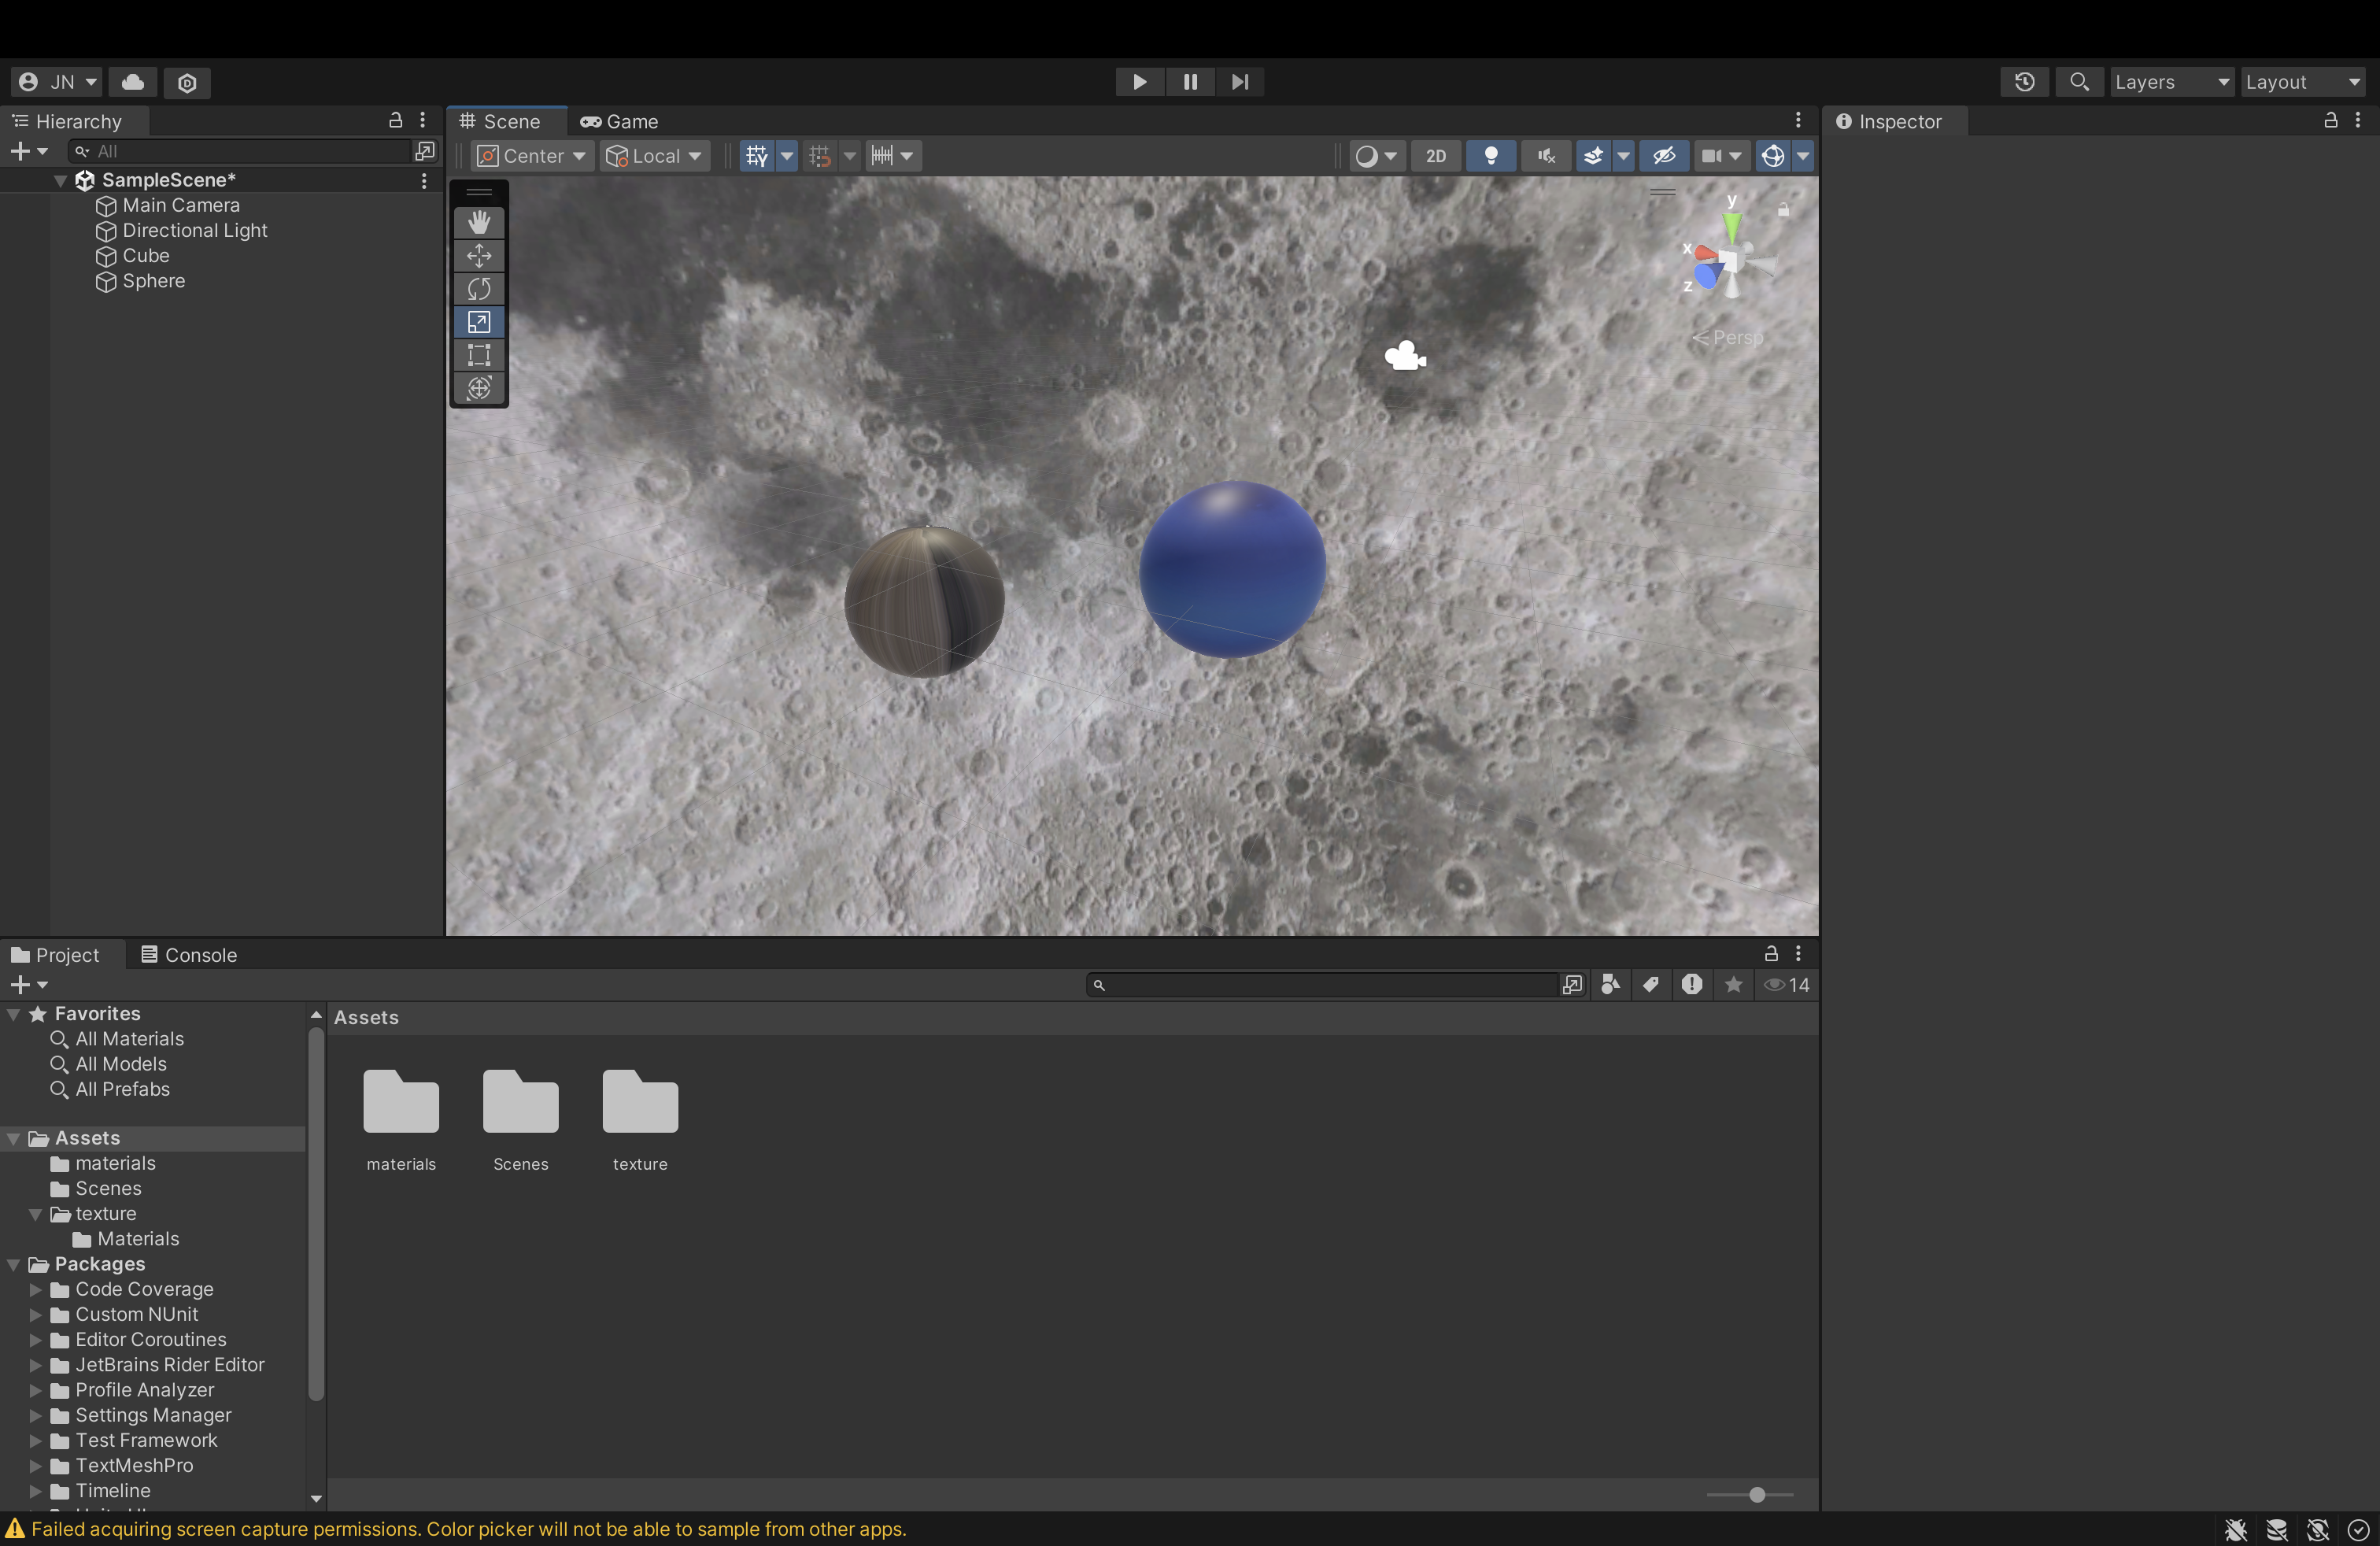 JN
Layers
Layout
Hierarchy
Scene
Game
Inspector
All
Center
Local
2D
SampleScene*
Main Camera
Directional Light
Cube
Sphere
y
x
z
Persp
Project
Console
14
Favorites
All Materials
All Models
All Prefabs
Assets
materials
Scenes
texture
Materials
Packages
Code Coverage
Custom NUnit
Editor Coroutines
JetBrains Rider Editor
Profile Analyzer
Settings Manager
Test Framework
TextMeshPro
Timeline
Assets
materials
Scenes
texture
Failed acquiring screen capture permissions. Color picker will not be able to sample from other apps.